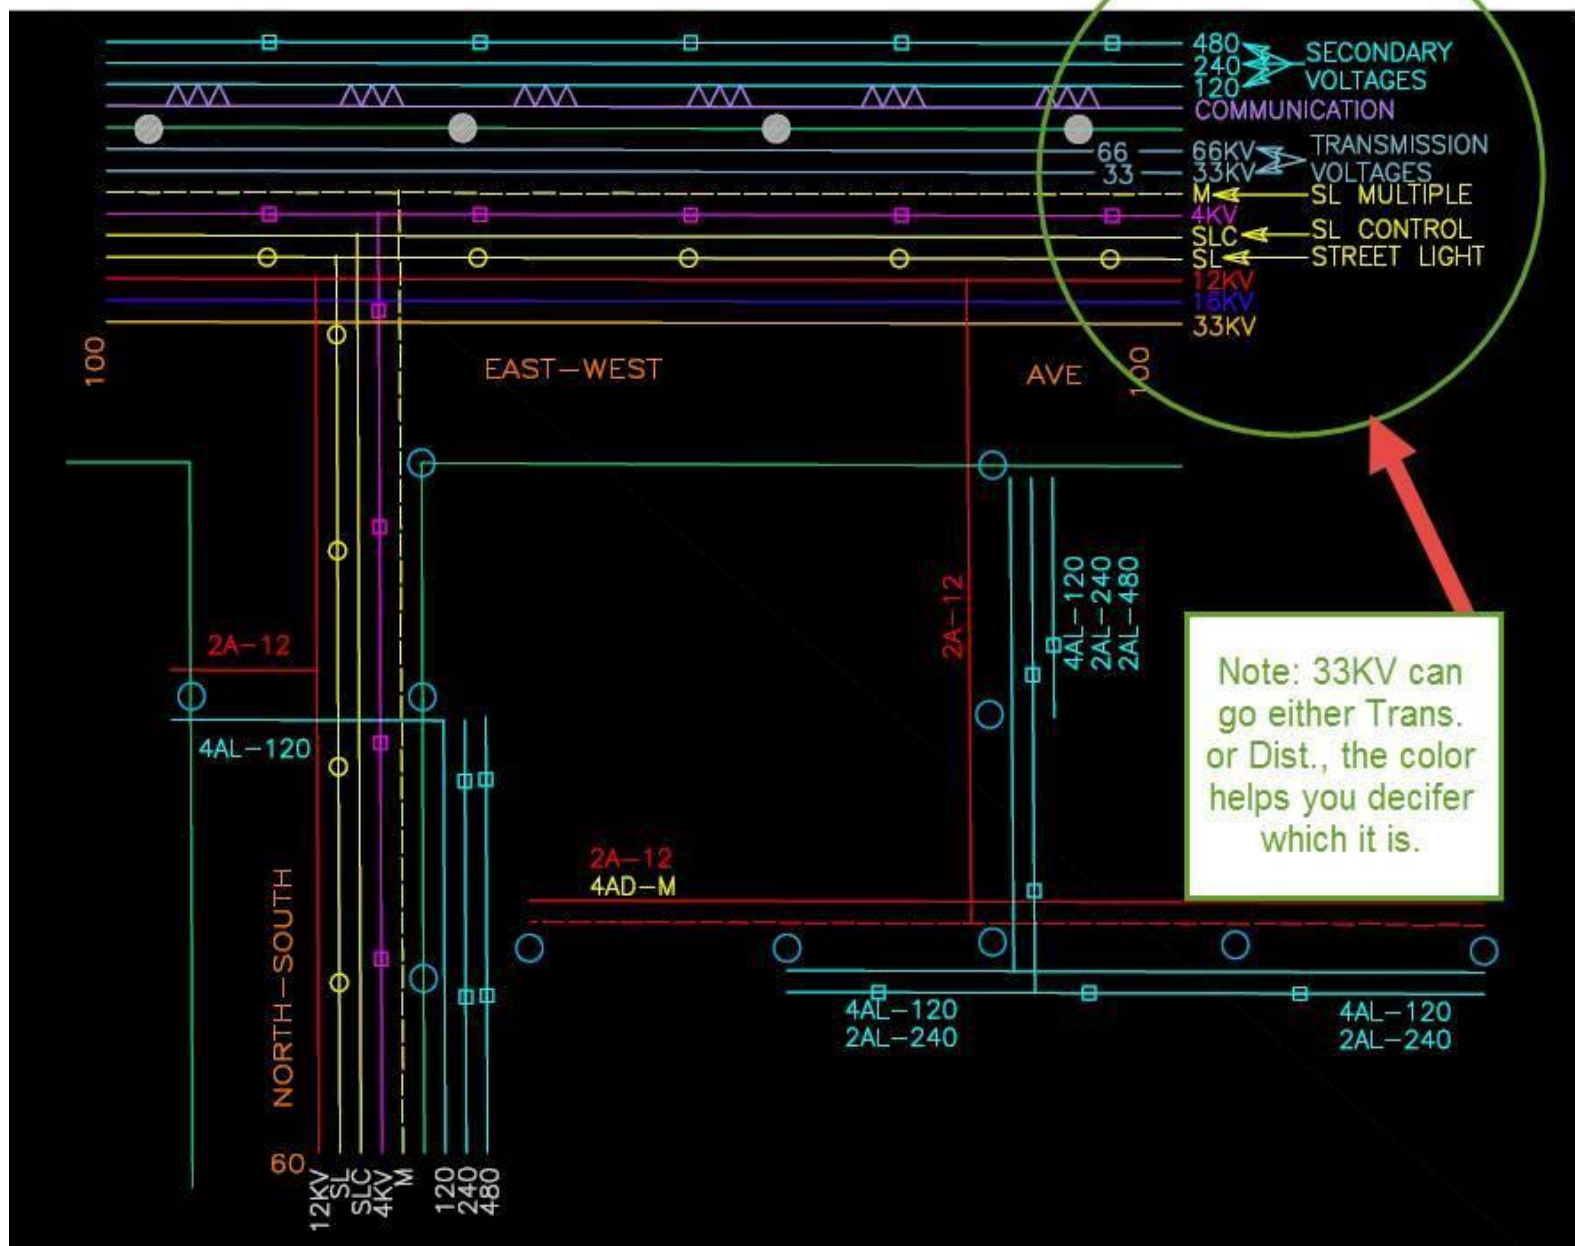 480
SECONDARY
240
VOLTAGES
120
COMMUNICATION
66
66KV
TRANSMISSION
33
33KV
VOLTAGES
M
SL MULTIPLE
4KV
SLC
SL CONTROL
SL
STREET LIGHT
12KV
16KV
33KV
100
EAST-WEST
AVE
100
4AL-120
2AL-240
2AL-480
2A-12
2A-12
4AL-120
Note: 33KV can
go either Trans.
or Dist., the color
helps you decifer
which it is.
2A-12
4AD-M
NORTH-SOUTH
4AL-120
2AL-240
4AL-120
2AL-240
60
12KV
SL
SLC
4KV
M
120
240
480